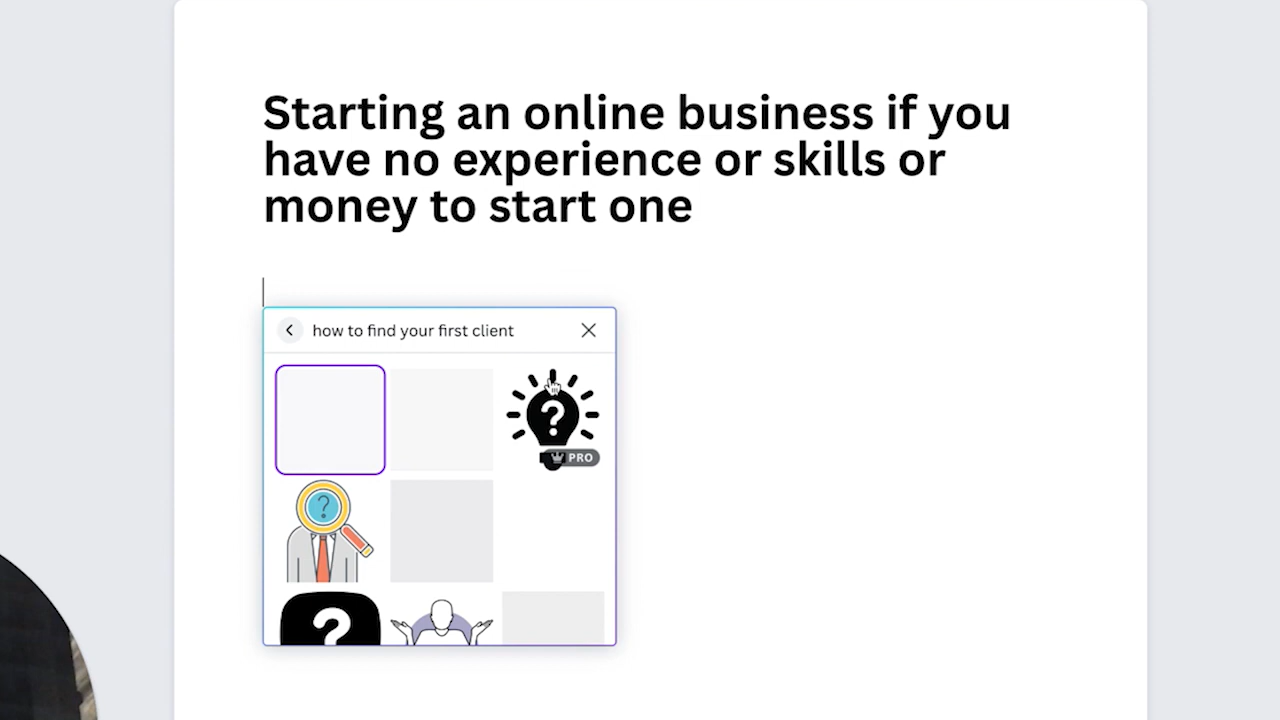 Starting an online business if you
have no experience or skills or
money to start one
how to find your first client
?
PRO
?
?